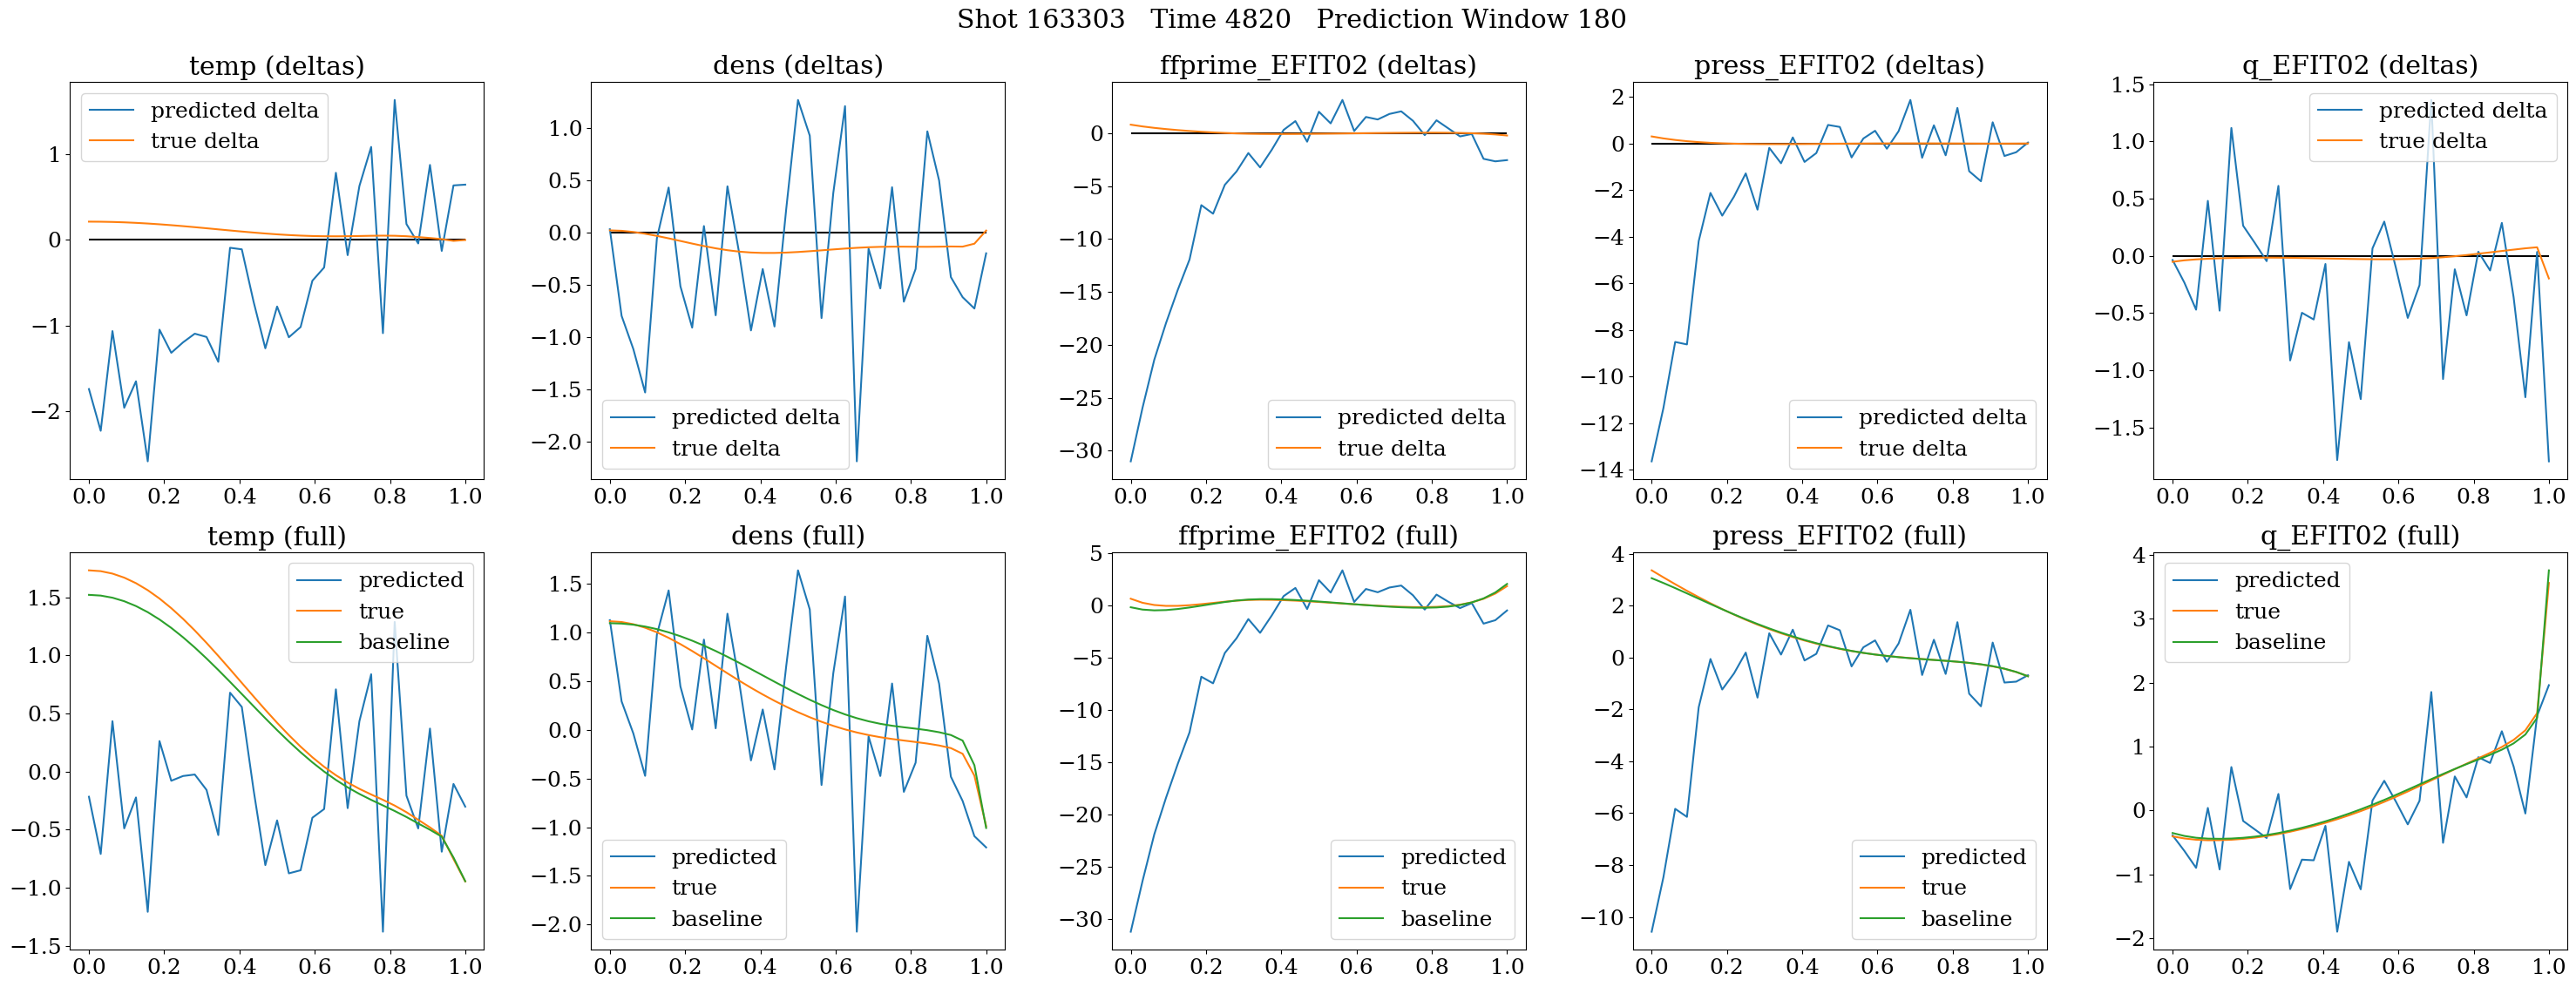 Shot 163303   Time 4820   Prediction Window 180
temp (deltas)
predicted delta
true delta
1
0
−1
−2
0.0 0.2 0.4 0.6 0.8 1.0
dens (deltas)
1.0
0.5
0.0
−0.5
−1.0
−1.5
−2.0
predicted delta
true delta
0.0 0.2 0.4 0.6 0.8 1.0
ffprime_EFIT02 (deltas)
0
−5
−10
−15
−20
−25
−30
predicted delta
true delta
0.0 0.2 0.4 0.6 0.8 1.0
press_EFIT02 (deltas)
2
0
−2
−4
−6
−8
−10
−12
−14
predicted delta
true delta
0.0 0.2 0.4 0.6 0.8 1.0
q_EFIT02 (deltas)
predicted delta
true delta
1.5
1.0
0.5
0.0
−0.5
−1.0
−1.5
0.0 0.2 0.4 0.6 0.8 1.0
temp (full)
predicted
true
baseline
1.5
1.0
0.5
0.0
−0.5
−1.0
−1.5
0.0 0.2 0.4 0.6 0.8 1.0
dens (full)
1.5
1.0
0.5
0.0
−0.5
−1.0
−1.5
−2.0
predicted
true
baseline
0.0 0.2 0.4 0.6 0.8 1.0
ffprime_EFIT02 (full)
5
0
−5
−10
−15
−20
−25
−30
predicted
true
baseline
0.0 0.2 0.4 0.6 0.8 1.0
press_EFIT02 (full)
4
2
0
−2
−4
−6
−8
−10
predicted
true
baseline
0.0 0.2 0.4 0.6 0.8 1.0
q_EFIT02 (full)
predicted
true
baseline
4
3
2
1
0
−1
−2
0.0 0.2 0.4 0.6 0.8 1.0